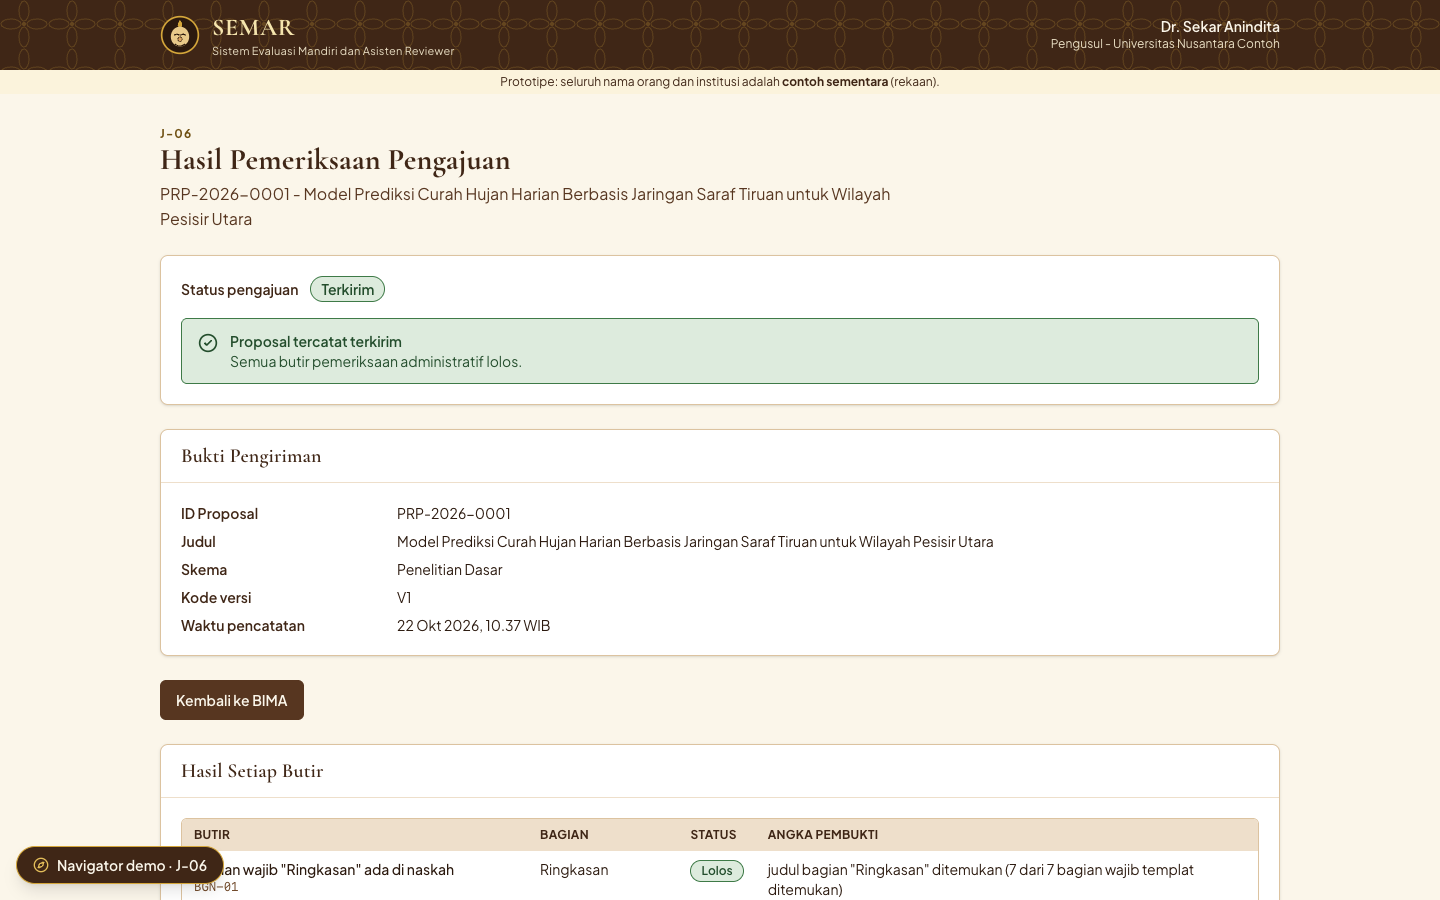 SEMAR
Sistem Evaluasi Mandiri dan Asisten Reviewer
Dr. Sekar Anindita
Pengusul - Universitas Nusantara Contoh
Prototipe: seluruh nama orang dan institusi adalah contoh sementara (rekaan).
J-06
Hasil Pemeriksaan Pengajuan
PRP-2026-0001 - Model Prediksi Curah Hujan Harian Berbasis Jaringan Saraf Tiruan untuk Wilayah
Pesisir Utara
Status pengajuan Terkirim
Proposal tercatat terkirim
Semua butir pemeriksaan administratif lolos.
Bukti Pengiriman
ID Proposal PRP-2026-0001
Judul Model Prediksi Curah Hujan Harian Berbasis Jaringan Saraf Tiruan untuk Wilayah Pesisir Utara
Skema Penelitian Dasar
Kode versi V1
Waktu pencatatan 22 Okt 2026, 10.37 WIB
Kembali ke BIMA
Hasil Setiap Butir
BUTIR BAGIAN STATUS ANGKA PEMBUKTI
wajib "Ringkasan" ada di naskah Ringkasan Lolos judul bagian "Ringkasan" ditemukan (7 dari 7 bagian wajib templat
ditemukan)
BGN-01
Navigator demo · J-06